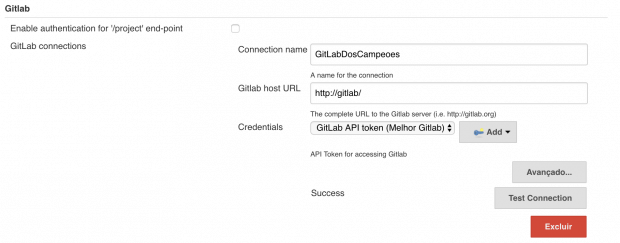 Gitlab
Enable authentication for '/project' end-point
GitLab connections
Connection name
GitLabDosCampeoes
A name for the connection
Gitlab host URL
http://gitlab/
The complete URL to the Gitlab server (i.e. http://gitlab.org)
Credentials
GitLab API token (Melhor Gitlab)
Add
API Token for accessing Gitlab
Avançado...
Success
Test Connection
Excluir